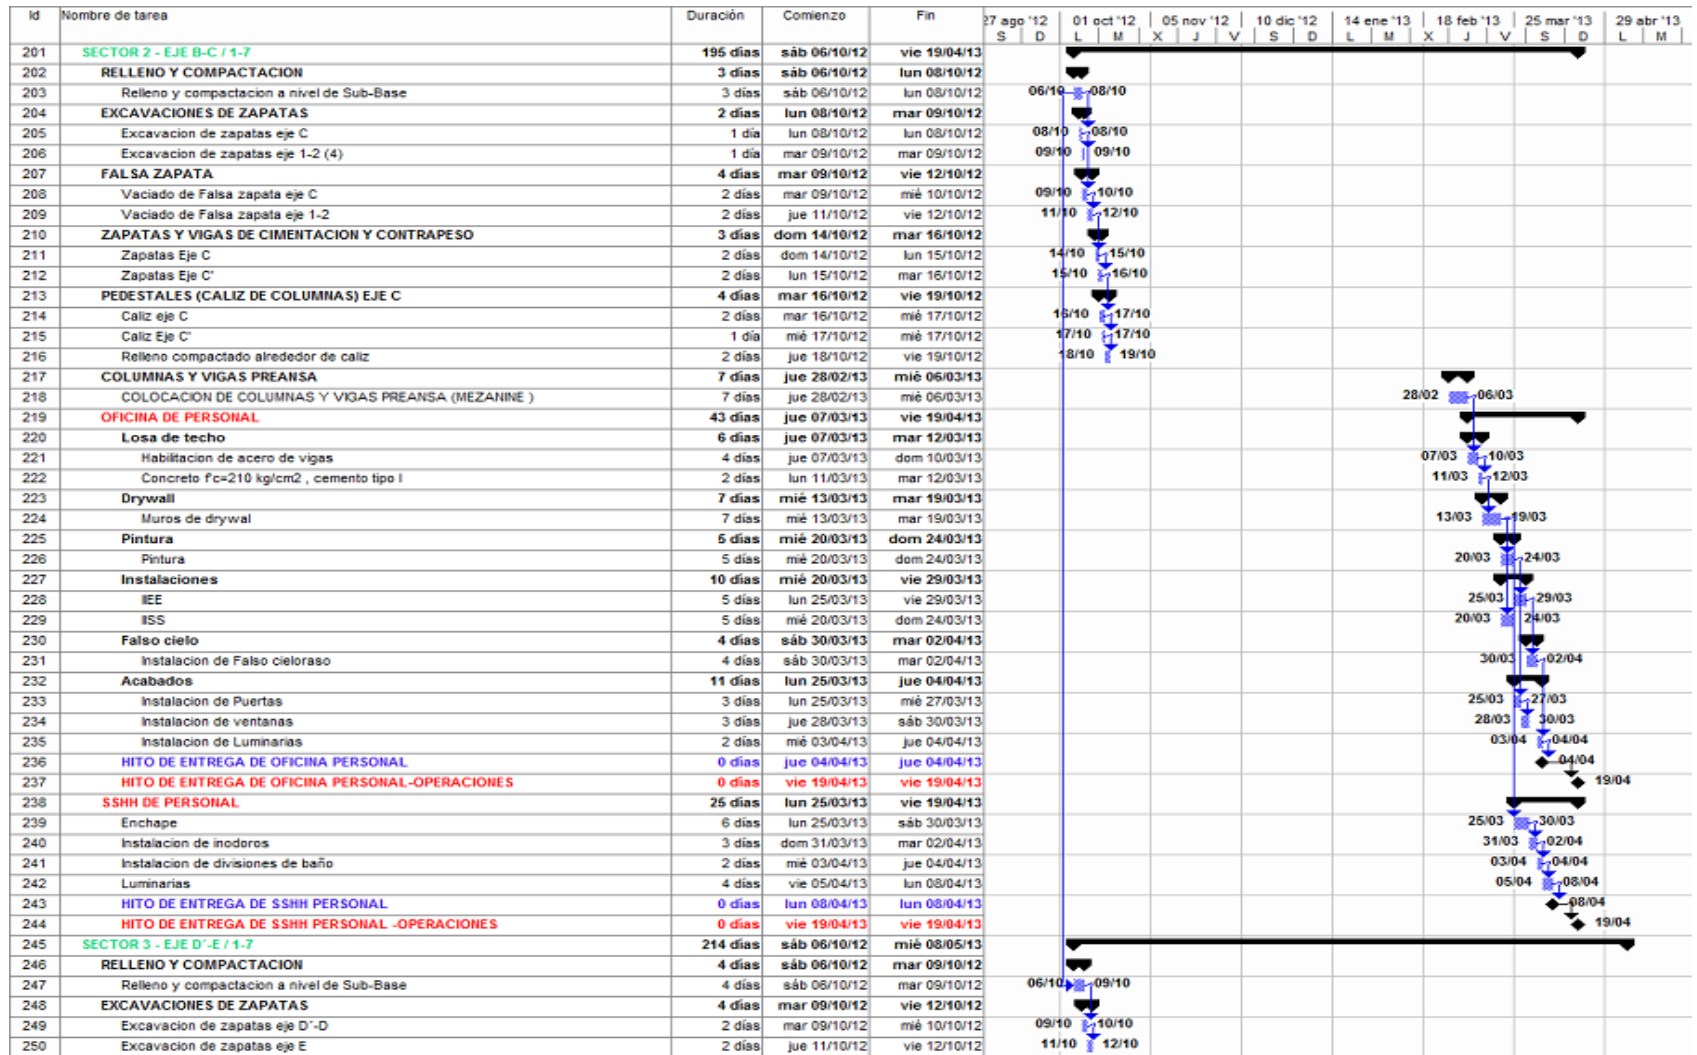 Id Nombre de tarea Duración Comienzo Fin 27 ago '12 01 oct '12 05 nov '12 10 dic '12 14 ene '13 18 feb '13 25 mar '13 29 abr '13
S D L M X J V S D L M X J V S D L M
201 SECTOR 2 - EJE B-C / 1-7 195 días sáb 06/10/12 vie 19/04/13
202 RELLENO Y COMPACTACION 3 días sáb 06/10/12 lun 08/10/12
203 Relleno y compactacion a nivel de Sub-Base 3 días sáb 06/10/12 lun 08/10/12 06/10 08/10
204 EXCAVACIONES DE ZAPATAS 2 días lun 08/10/12 mar 09/10/12
205 Excavacion de zapatas eje C 1 día lun 08/10/12 lun 08/10/12 08/10 08/10
206 Excavacion de zapatas eje 1-2 (4) 1 día mar 09/10/12 mar 09/10/12 09/10 09/10
207 FALSA ZAPATA 4 días mar 09/10/12 vie 12/10/12
208 Vaciado de Falsa zapata eje C 2 días mar 09/10/12 mié 10/10/12 09/10 10/10
209 Vaciado de Falsa zapata eje 1-2 2 días jue 11/10/12 vie 12/10/12 11/10 12/10
210 ZAPATAS Y VIGAS DE CIMENTACION Y CONTRAPESO 3 días dom 14/10/12 mar 16/10/12
211 Zapatas Eje C 2 días dom 14/10/12 lun 15/10/12 14/10 15/10
212 Zapatas Eje C' 2 días lun 15/10/12 mar 16/10/12 15/10 16/10
213 PEDESTALES (CALIZ DE COLUMNAS) EJE C 4 días mar 16/10/12 vie 19/10/12
214 Caliz eje C 2 días mar 16/10/12 mié 17/10/12 16/10 17/10
215 Caliz Eje C' 1 día mié 17/10/12 mié 17/10/12 17/10 17/10
216 Relleno compactado alrededor de caliz 2 días jue 18/10/12 vie 19/10/12 18/10 19/10
217 COLUMNAS Y VIGAS PREANSA 7 días jue 28/02/13 mié 06/03/13
218 COLOCACION DE COLUMNAS Y VIGAS PREANSA (MEZANINE ) 7 días jue 28/02/13 mié 06/03/13 28/02 06/03
219 OFICINA DE PERSONAL 43 días jue 07/03/13 vie 19/04/13
220 Losa de techo 6 días jue 07/03/13 mar 12/03/13
221 Habilitacion de acero de vigas 4 días jue 07/03/13 dom 10/03/13 07/03 10/03
222 Concreto f'c=210 kg/cm2 , cemento tipo I 2 días lun 11/03/13 mar 12/03/13 11/03 12/03
223 Drywall 7 días mié 13/03/13 mar 19/03/13
224 Muros de drywal 7 días mié 13/03/13 mar 19/03/13 13/03 19/03
225 Pintura 5 días mié 20/03/13 dom 24/03/13
226 Pintura 5 días mié 20/03/13 dom 24/03/13 20/03 24/03
227 Instalaciones 10 días mié 20/03/13 vie 29/03/13
228 IIEE 5 días lun 25/03/13 vie 29/03/13 25/03 29/03
229 IISS 5 días mié 20/03/13 dom 24/03/13 20/03 24/03
230 Falso cielo 4 días sáb 30/03/13 mar 02/04/13
231 Instalacion de Falso cieloraso 4 días sáb 30/03/13 mar 02/04/13 30/03 02/04
232 Acabados 11 días lun 25/03/13 jue 04/04/13
233 Instalacion de Puertas 3 días lun 25/03/13 mié 27/03/13 25/03 27/03
234 Instalacion de ventanas 3 días jue 28/03/13 sáb 30/03/13 28/03 30/03
235 Instalacion de Luminarias 2 días mié 03/04/13 jue 04/04/13 03/04 04/04
236 HITO DE ENTREGA DE OFICINA PERSONAL 0 días jue 04/04/13 jue 04/04/13 04/04
237 HITO DE ENTREGA DE OFICINA PERSONAL-OPERACIONES 0 días vie 19/04/13 vie 19/04/13 19/04
238 SSHH DE PERSONAL 25 días lun 25/03/13 vie 19/04/13
239 Enchape 6 días lun 25/03/13 sáb 30/03/13 25/03 30/03
240 Instalacion de inodoros 3 días dom 31/03/13 mar 02/04/13 31/03 02/04
241 Instalacion de divisiones de baño 2 días mié 03/04/13 jue 04/04/13 03/04 04/04
242 Luminarias 4 días vie 05/04/13 lun 08/04/13 05/04 08/04
243 HITO DE ENTREGA DE SSHH PERSONAL 0 días lun 08/04/13 lun 08/04/13 08/04
244 HITO DE ENTREGA DE SSHH PERSONAL -OPERACIONES 0 días vie 19/04/13 vie 19/04/13 19/04
245 SECTOR 3 - EJE D´-E / 1-7 214 días sáb 06/10/12 mié 08/05/13
246 RELLENO Y COMPACTACION 4 días sáb 06/10/12 mar 09/10/12
247 Relleno y compactacion a nivel de Sub-Base 4 días sáb 06/10/12 mar 09/10/12 06/10 09/10
248 EXCAVACIONES DE ZAPATAS 4 días mar 09/10/12 vie 12/10/12
249 Excavacion de zapatas eje D´-D 2 días mar 09/10/12 mié 10/10/12 09/10 10/10
250 Excavacion de zapatas eje E 2 días jue 11/10/12 vie 12/10/12 11/10 12/10